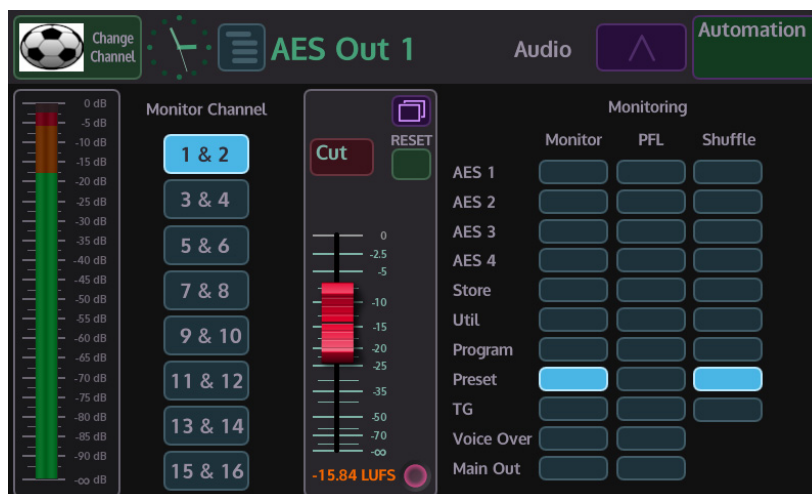 Change Channel
AES Out 1
Audio
Automation
0 dB
-5 dB
-10 dB
-15 dB
-20 dB
-25 dB
-30 dB
-35 dB
-40 dB
-45 dB
-50 dB
-55 dB
-60 dB
-65 dB
-70 dB
-75 dB
-80 dB
-85 dB
-90 dB
-∞ dB
Monitor Channel
1 & 2
3 & 4
5 & 6
7 & 8
9 & 10
11 & 12
13 & 14
15 & 16
RESET
Cut
0
-2.5
-5
-10
-15
-20
-25
-35
-50
-70
-∞
-15.84 LUFS
Monitoring
Monitor PFL Shuffle
AES 1
AES 2
AES 3
AES 4
Store
Util
Program
Preset
TG
Voice Over
Main Out